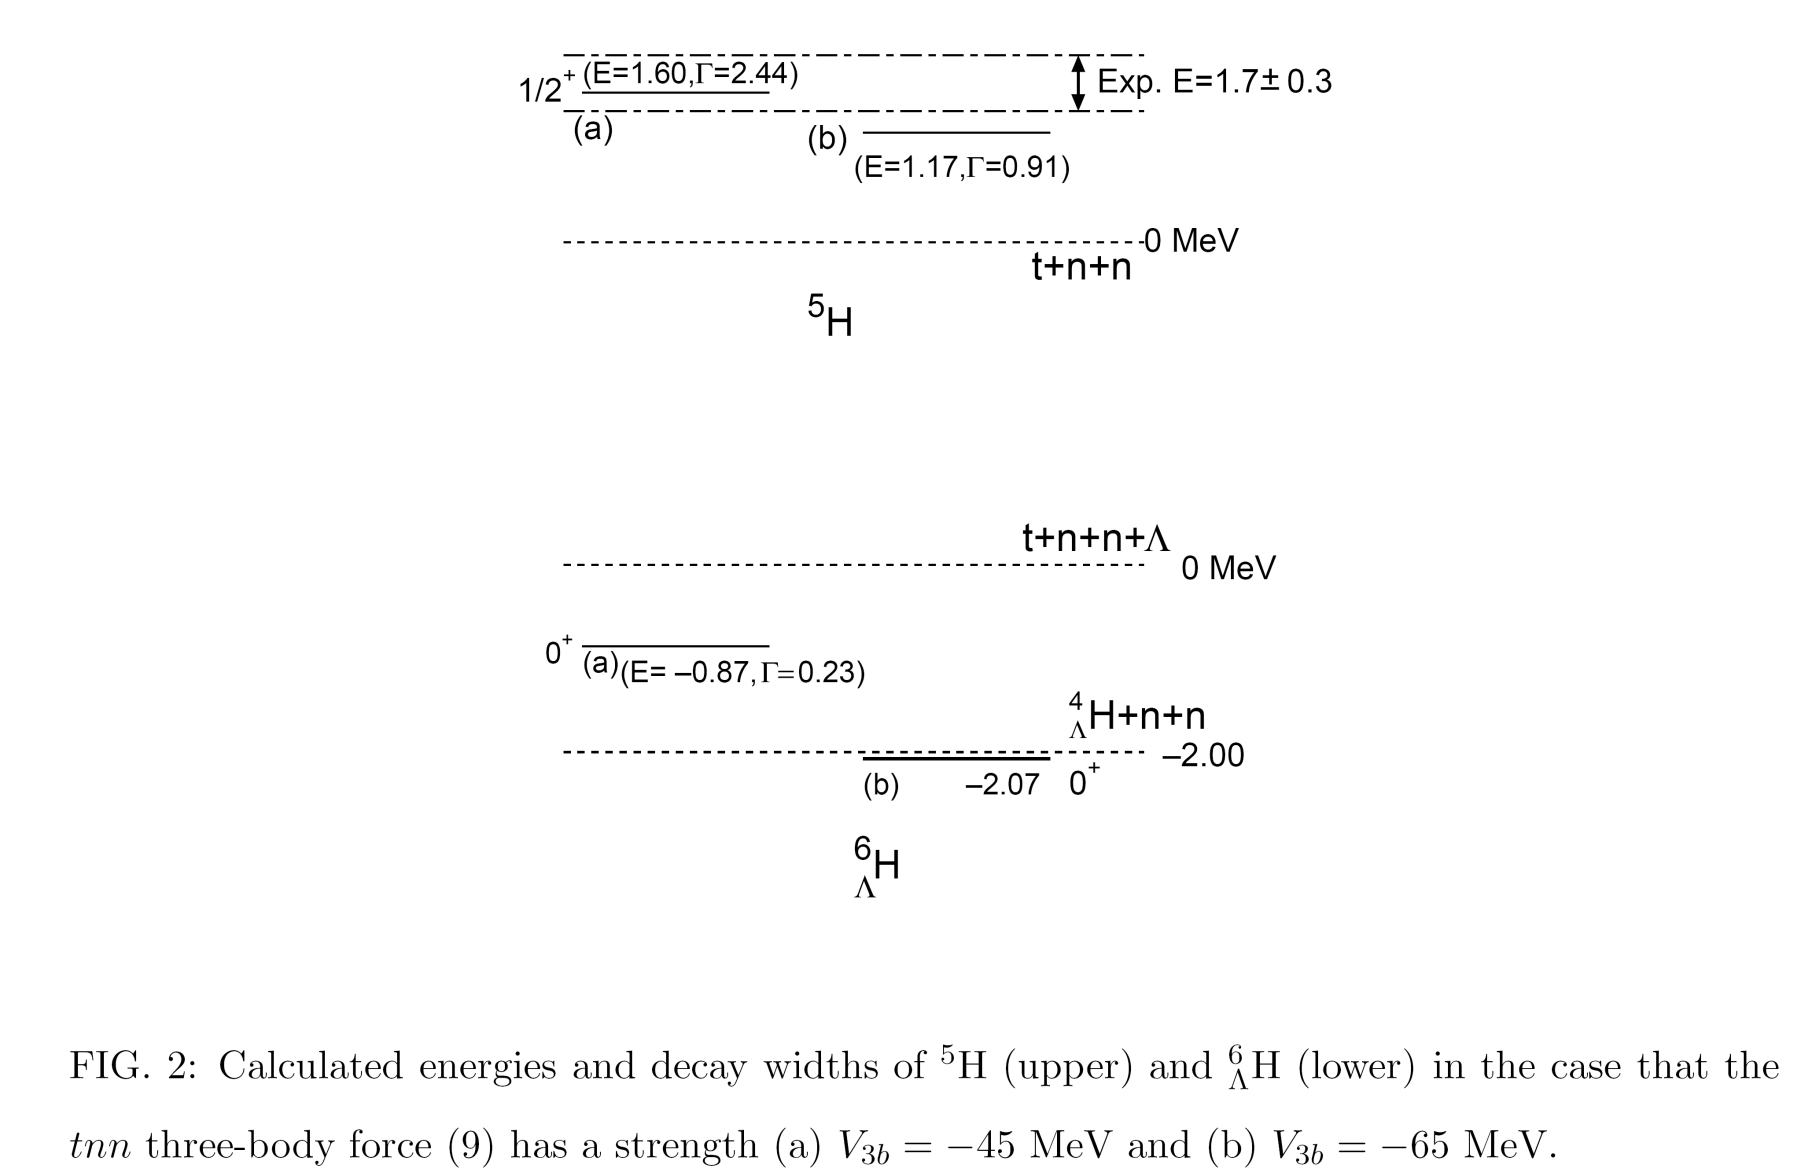 1/2⁺ (E=1.60,Γ=2.44)
Exp. E=1.7± 0.3
(a)
(b)
(E=1.17,Γ=0.91)
0 MeV
t+n+n
⁵H
t+n+n+Λ
0 MeV
0⁺ (a) (E= –0.87, Γ=0.23)
⁴ΛH+n+n
–2.00
(b) –2.07 0⁺
⁶ΛH
FIG. 2: Calculated energies and decay widths of ⁵H (upper) and ⁶ΛH (lower) in the case that the
tnn three-body force (9) has a strength (a) V3b = −45 MeV and (b) V3b = −65 MeV.